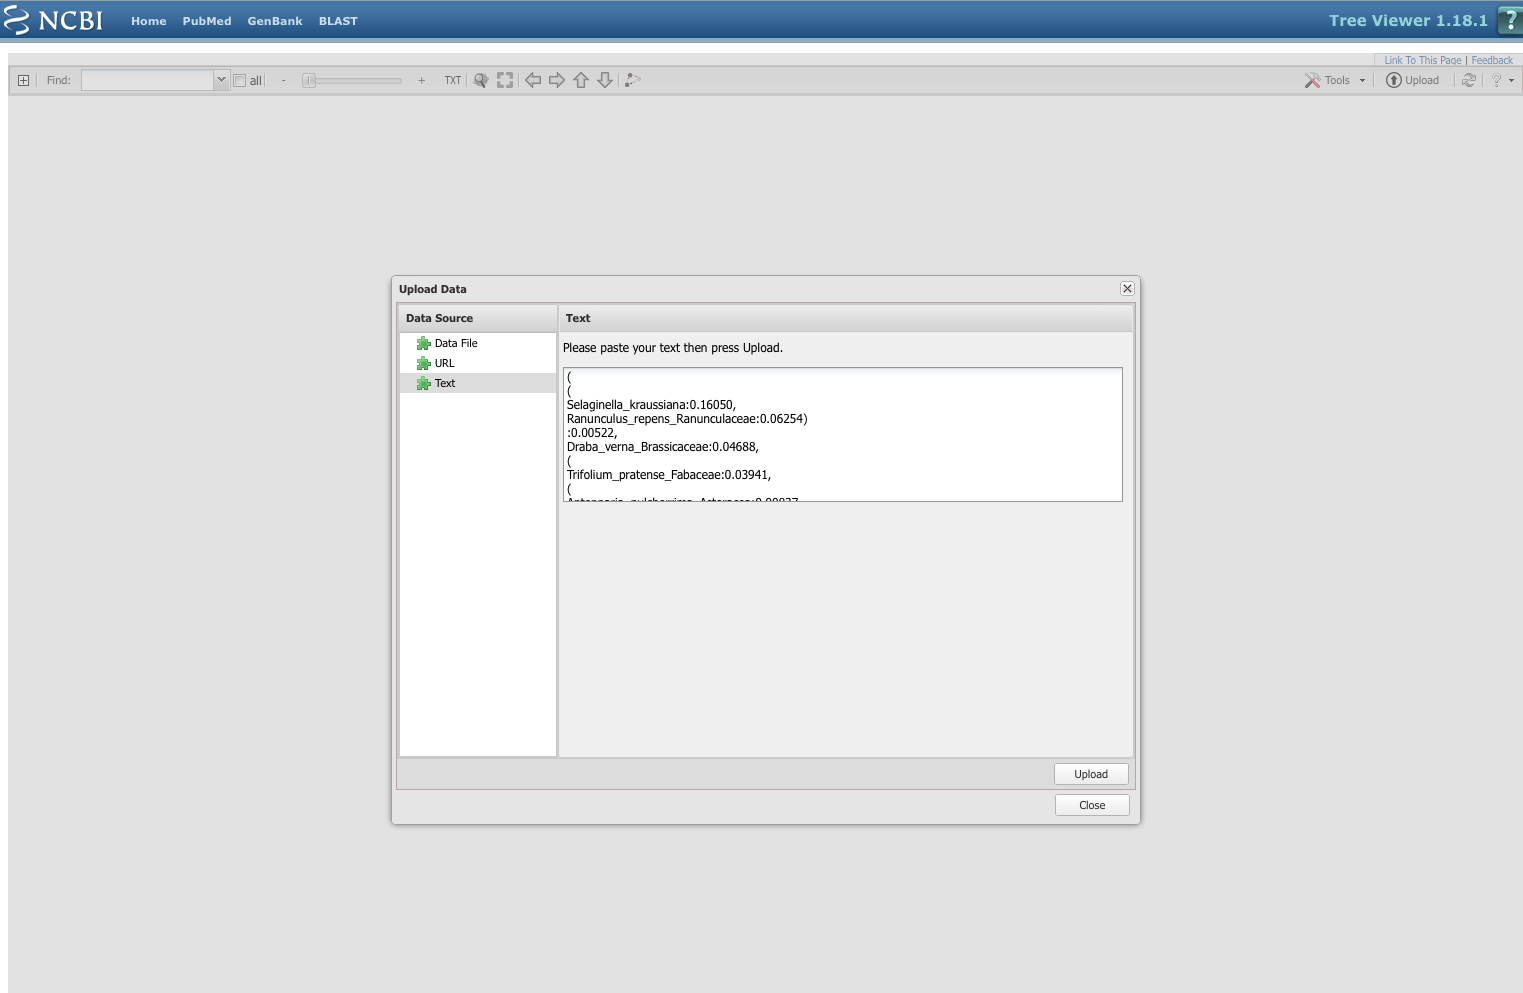 NCBI Home PubMed GenBank BLAST Tree Viewer 1.18.1 ?
Link To This Page | Feedback
Find: all - + TXT Tools Upload ?
Upload Data
Data Source
Data File
URL
Text
Text
Please paste your text then press Upload.
(
(
Selaginella_kraussiana:0.16050,
Ranunculus_repens_Ranunculaceae:0.06254)
:0.00522,
Draba_verna_Brassicaceae:0.04688,
(
Trifolium_pratense_Fabaceae:0.03941,
(
Upload
Close